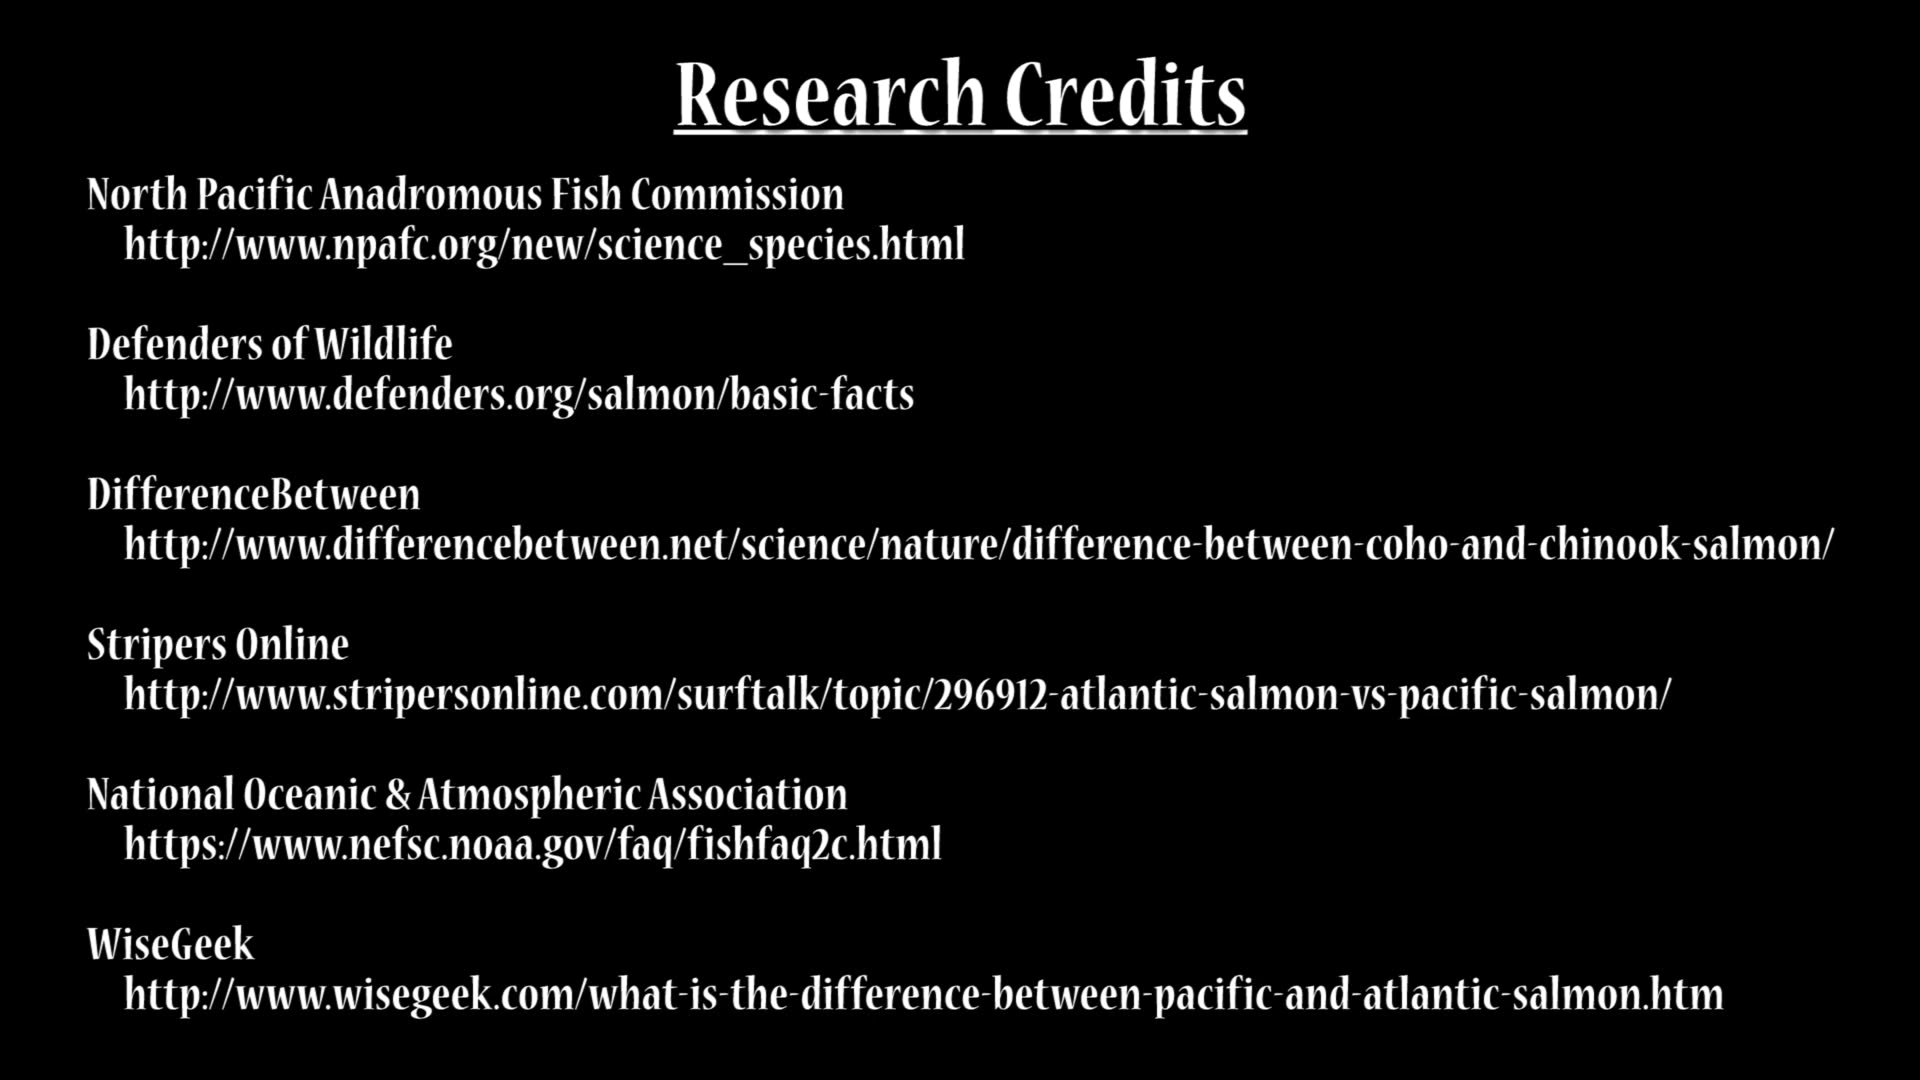 Research Credits
North Pacific Anadromous Fish Commission
http://www.npafc.org/new/science_species.html
Defenders of Wildlife
http://www.defenders.org/salmon/basic-facts
DifferenceBetween
http://www.differencebetween.net/science/nature/difference-between-coho-and-chinook-salmon/
Stripers Online
http://www.stripersonline.com/surftalk/topic/296912-atlantic-salmon-vs-pacific-salmon/
National Oceanic & Atmospheric Association
https://www.nefsc.noaa.gov/faq/fishfaq2c.html
WiseGeek
http://www.wisegeek.com/what-is-the-difference-between-pacific-and-atlantic-salmon.htm